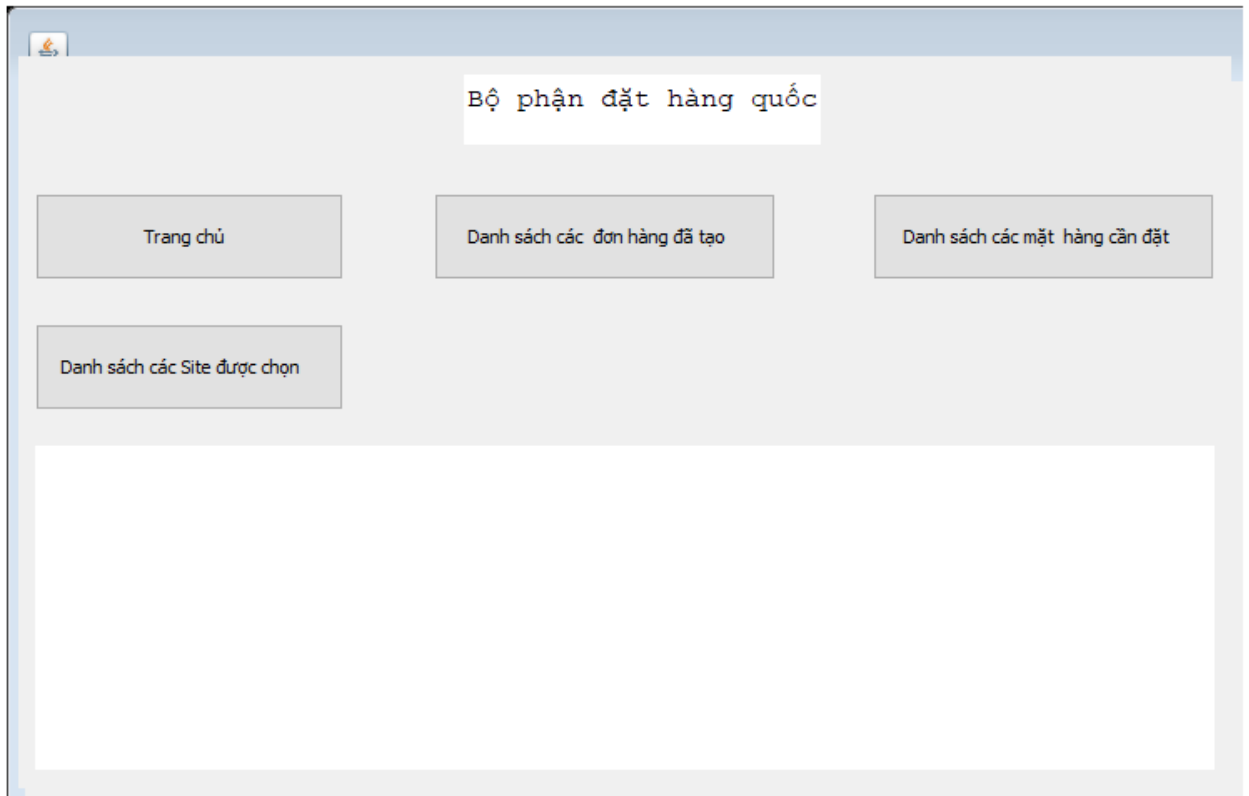 Bộ phận đặt hàng quốc
Trang chủ
Danh sách các đơn hàng đã tạo
Danh sách các mặt hàng cần đặt
Danh sách các Site được chọn